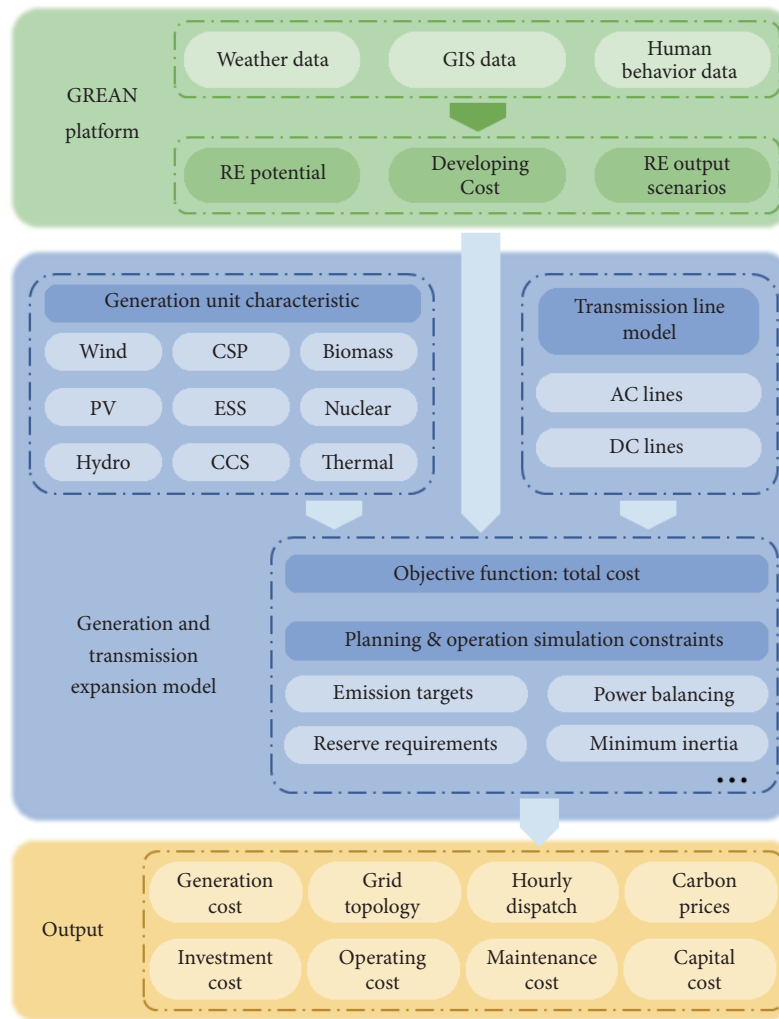 GREAN
platform
Weather data
GIS data
Human
behavior data
RE potential
Developing
Cost
RE output
scenarios
Generation unit characteristic
Wind
CSP
Biomass
PV
ESS
Nuclear
Hydro
CCS
Thermal
Transmission line
model
AC lines
DC lines
Generation and
transmission
expansion model
Objective function: total cost
Planning & operation simulation constraints
Emission targets
Power balancing
Reserve requirements
Minimum inertia
...
Output
Generation
cost
Grid
topology
Hourly
dispatch
Carbon
prices
Investment
cost
Operating
cost
Maintenance
cost
Capital
cost